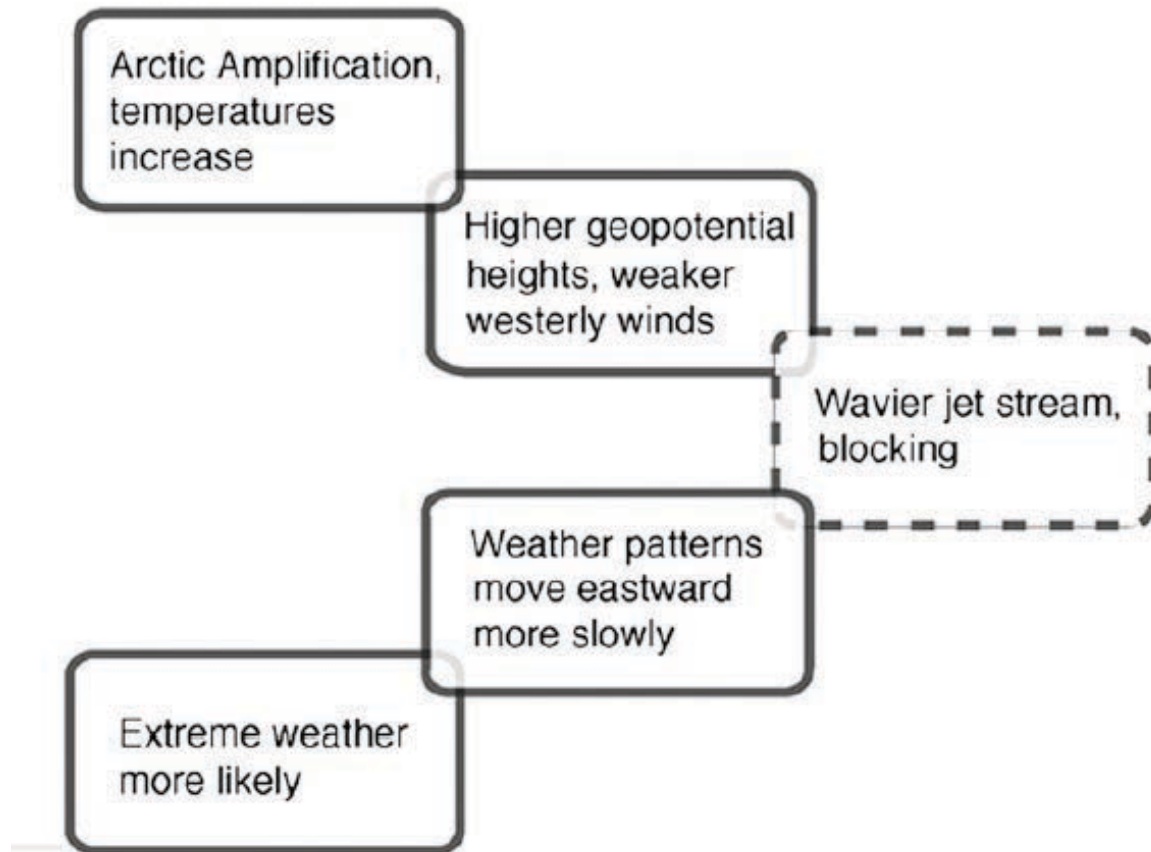 Arctic Amplification,
temperatures
increase
Higher geopotential
heights, weaker
westerly winds
Wavier jet stream,
blocking
Weather patterns
move eastward
more slowly
Extreme weather
more likely